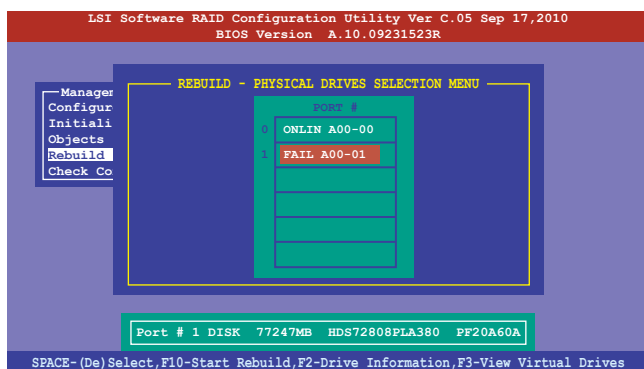 LSI Software RAID Configuration Utility Ver C.05 Sep 17,2010
BIOS Version A.10.09231523R
REBUILD - PHYSICAL DRIVES SELECTION MENU
Managem
Configur
Initiali
Objects
Rebuild
Check Co
PORT #
0 ONLIN A00-00
1 FAIL A00-01
Port # 1 DISK 77247MB HDS72808PLA380 PF20A60A
SPACE-(De)Select,F10-Start Rebuild,F2-Drive Information,F3-View Virtual Drives